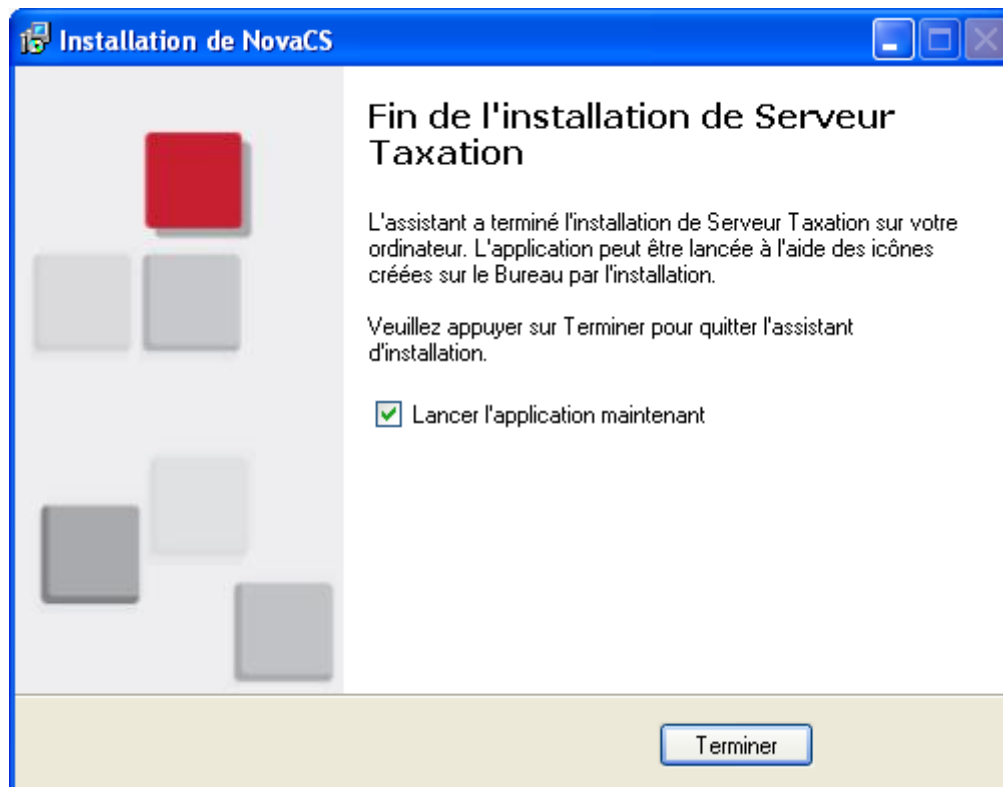 Installation de NovaCS
Fin de l'installation de Serveur
Taxation
L'assistant a terminé l'installation de Serveur Taxation sur votre
ordinateur. L'application peut être lancée à l'aide des icônes
créées sur le Bureau par l'installation.
Veuillez appuyer sur Terminer pour quitter l'assistant
d'installation.
Lancer l'application maintenant
Terminer